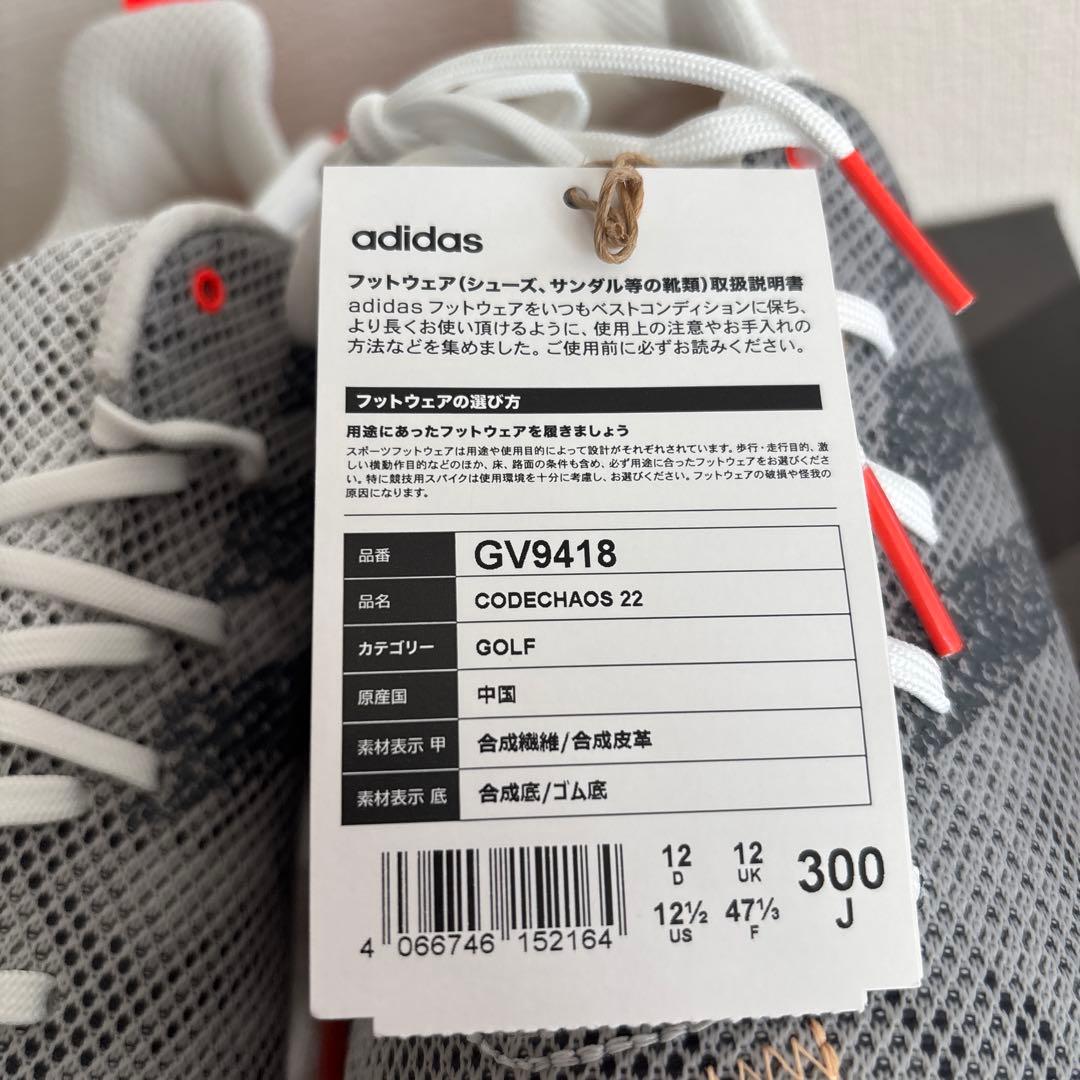 adidas
フットウェア(シューズ、サンダル等の靴類)取扱説明書
adidas フットウェアをいつもベストコンディションに保ち、
より長くお使い頂けるように、使用上の注意やお手入れの
方法などを集めました。ご使用前に必ずお読みください。
フットウェアの選び方
用途にあったフットウェアを履きましょう
スポーツフットウェアは用途や使用目的によって設計がそれぞれされています。歩行・走行目的、激
しい横動作目的などのほか、床、路面の条件も含め、必ず用途に合ったフットウェアをお選びくださ
い。特に競技用スパイクは使用環境を十分に考慮し、お選びください。フットウェアの破損や怪我の
原因になります。
品番 GV9418
品名 CODECHAOS 22
カテゴリー GOLF
原産国 中国
素材表示 甲 合成繊維/合成皮革
素材表示 底 合成底/ゴム底
12 12 300
D UK J
12½ 47⅓
US F
4 066746 152164